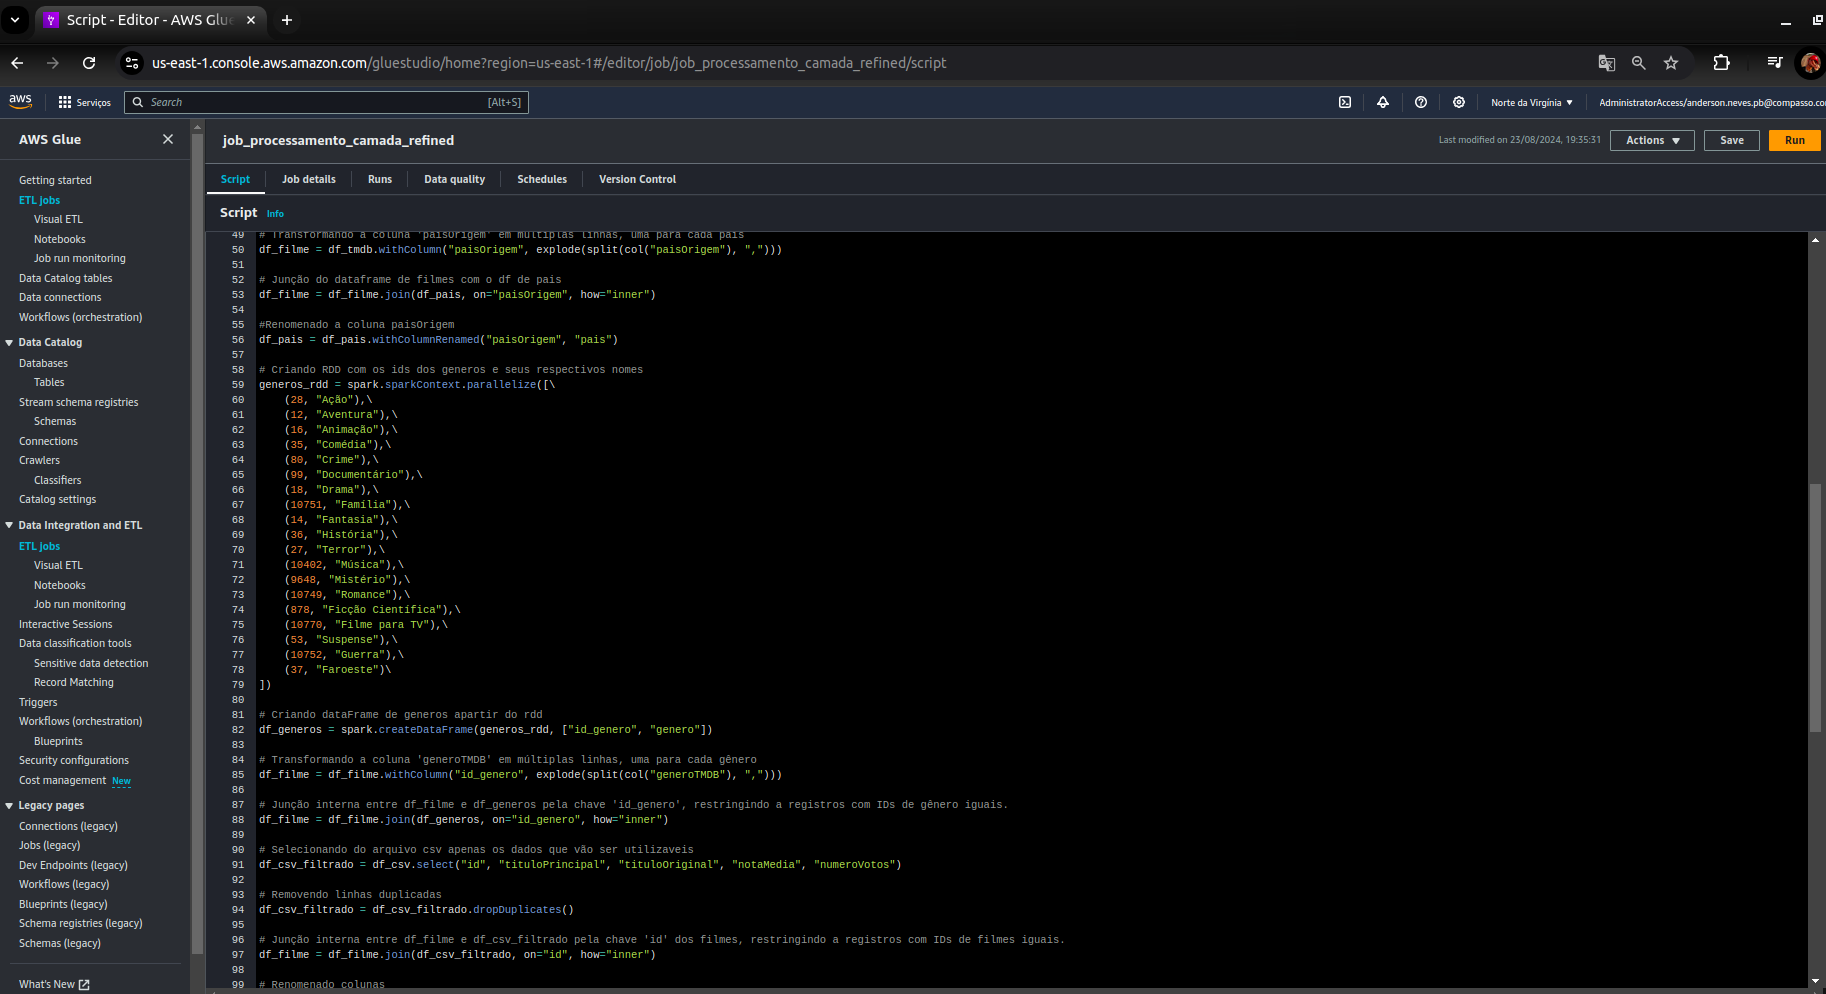 Script - Editor - AWS Glue
us-east-1.console.aws.amazon.com/gluestudio/home?region=us-east-1#/editor/job/job_processamento_camada_refined/script
aws
Serviços
Search
[Alt+S]
Norte da Virgínia
AdministratorAccess/anderson.neves.pb@compasso.co
AWS Glue
Getting started
ETL jobs
Visual ETL
Notebooks
Job run monitoring
Data Catalog tables
Data connections
Workflows (orchestration)
Data Catalog
Databases
Tables
Stream schema registries
Schemas
Connections
Crawlers
Classifiers
Catalog settings
Data Integration and ETL
ETL jobs
Visual ETL
Notebooks
Job run monitoring
Interactive Sessions
Data classification tools
Sensitive data detection
Record Matching
Triggers
Workflows (orchestration)
Blueprints
Security configurations
Cost management New
Legacy pages
Connections (legacy)
Jobs (legacy)
Dev Endpoints (legacy)
Workflows (legacy)
Blueprints (legacy)
Schema registries (legacy)
Schemas (legacy)
What's New
job_processamento_camada_refined
Last modified on 23/08/2024, 19:35:31
Actions
Save
Run
Script
Job details
Runs
Data quality
Schedules
Version Control
Script Info
49 # Transformando a coluna 'paisOrigem' em múltiplas linhas, uma para cada país
50 df_filme = df_tmdb.withColumn("paisOrigem", explode(split(col("paisOrigem"), ",")))
51
52 # Junção do dataframe de filmes com o df de pais
53 df_filme = df_filme.join(df_pais, on="paisOrigem", how="inner")
54
55 #Renomenado a coluna paisOrigem
56 df_pais = df_pais.withColumnRenamed("paisOrigem", "pais")
57
58 # Criando RDD com os ids dos generos e seus respectivos nomes
59 generos_rdd = spark.sparkContext.parallelize([\
60 (28, "Ação"),\
61 (12, "Aventura"),\
62 (16, "Animação"),\
63 (35, "Comédia"),\
64 (80, "Crime"),\
65 (99, "Documentário"),\
66 (18, "Drama"),\
67 (10751, "Família"),\
68 (14, "Fantasia"),\
69 (36, "História"),\
70 (27, "Terror"),\
71 (10402, "Música"),\
72 (9648, "Mistério"),\
73 (10749, "Romance"),\
74 (878, "Ficção Científica"),\
75 (10770, "Filme para TV"),\
76 (53, "Suspense"),\
77 (10752, "Guerra"),\
78 (37, "Faroeste")\
79 ])
80
81 # Criando dataFrame de generos apartir do rdd
82 df_generos = spark.createDataFrame(generos_rdd, ["id_genero", "genero"])
83
84 # Transformando a coluna 'generoTMDB' em múltiplas linhas, uma para cada gênero
85 df_filme = df_filme.withColumn("id_genero", explode(split(col("generoTMDB"), ",")))
86
87 # Junção interna entre df_filme e df_generos pela chave 'id_genero', restringindo a registros com IDs de gênero iguais.
88 df_filme = df_filme.join(df_generos, on="id_genero", how="inner")
89
90 # Selecionando do arquivo csv apenas os dados que vão ser utilizaveis
91 df_csv_filtrado = df_csv.select("id", "tituloPrincipal", "tituloOriginal", "notaMedia", "numeroVotos")
92
93 # Removendo linhas duplicadas
94 df_csv_filtrado = df_csv_filtrado.dropDuplicates()
95
96 # Junção interna entre df_filme e df_csv_filtrado pela chave 'id' dos filmes, restringindo a registros com IDs de filmes iguais.
97 df_filme = df_filme.join(df_csv_filtrado, on="id", how="inner")
98
99 # Renomenado colunas